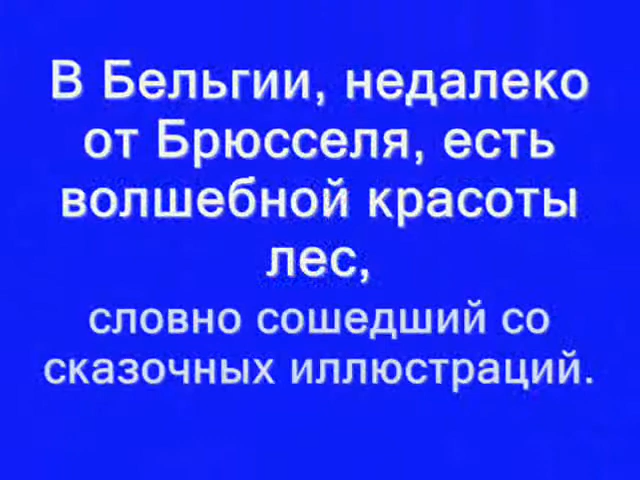 В Бельгии, недалеко
от Брюсселя, есть
волшебной красоты
лес,
словно сошедший со
сказочных иллюстраций.